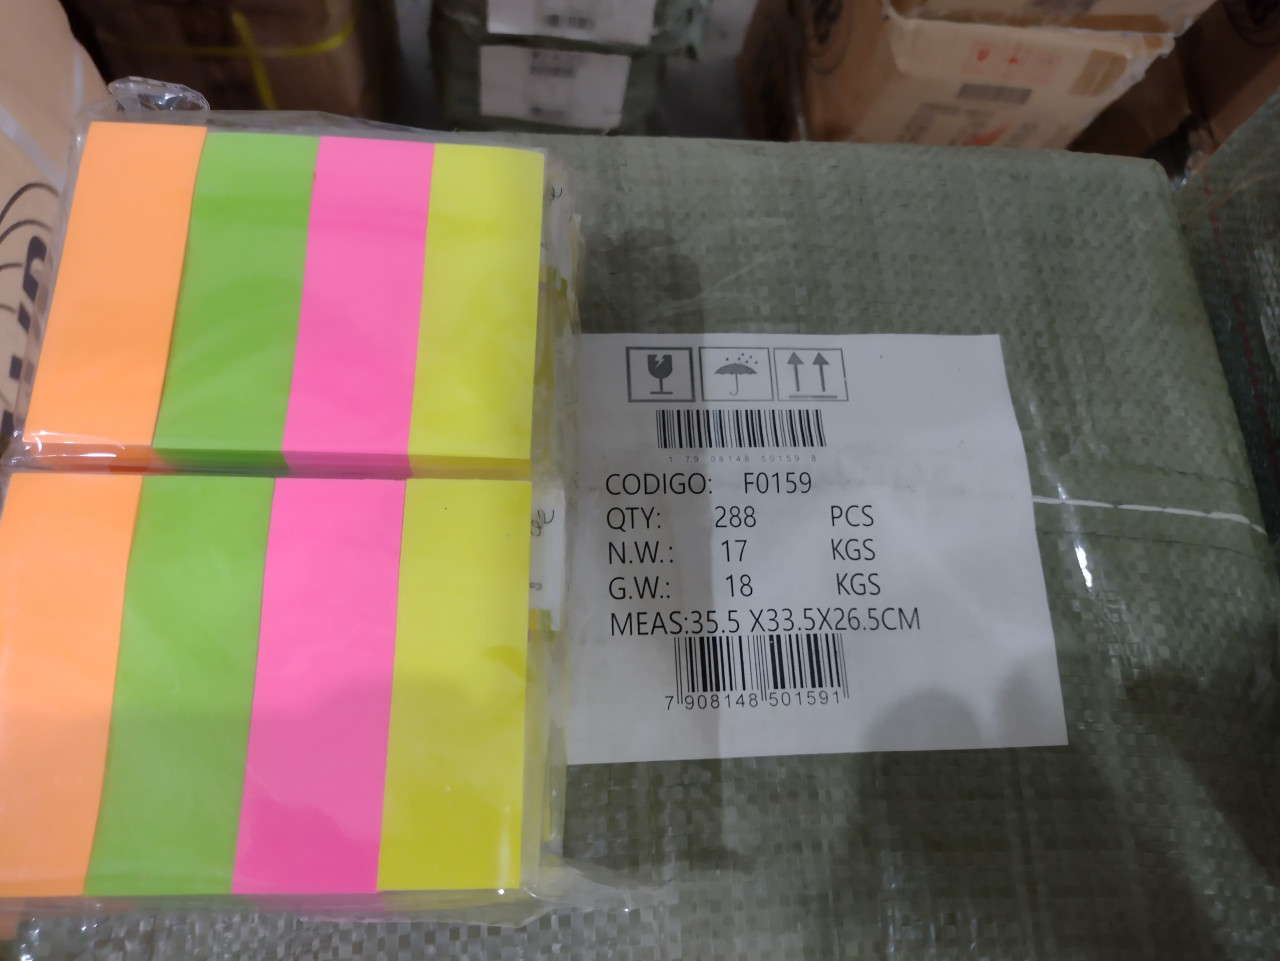 1 79 08148 50159 8
CODIGO: F0159
QTY: 288 PCS
N.W.: 17 KGS
G.W.: 18 KGS
MEAS:35.5 X33.5X26.5CM
7 908148 501591